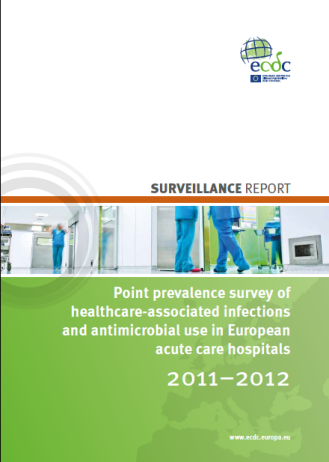 ecdc
SURVEILLANCE REPORT
Point prevalence survey of
healthcare-associated infections
and antimicrobial use in European
acute care hospitals
2011–2012
www.ecdc.europa.eu